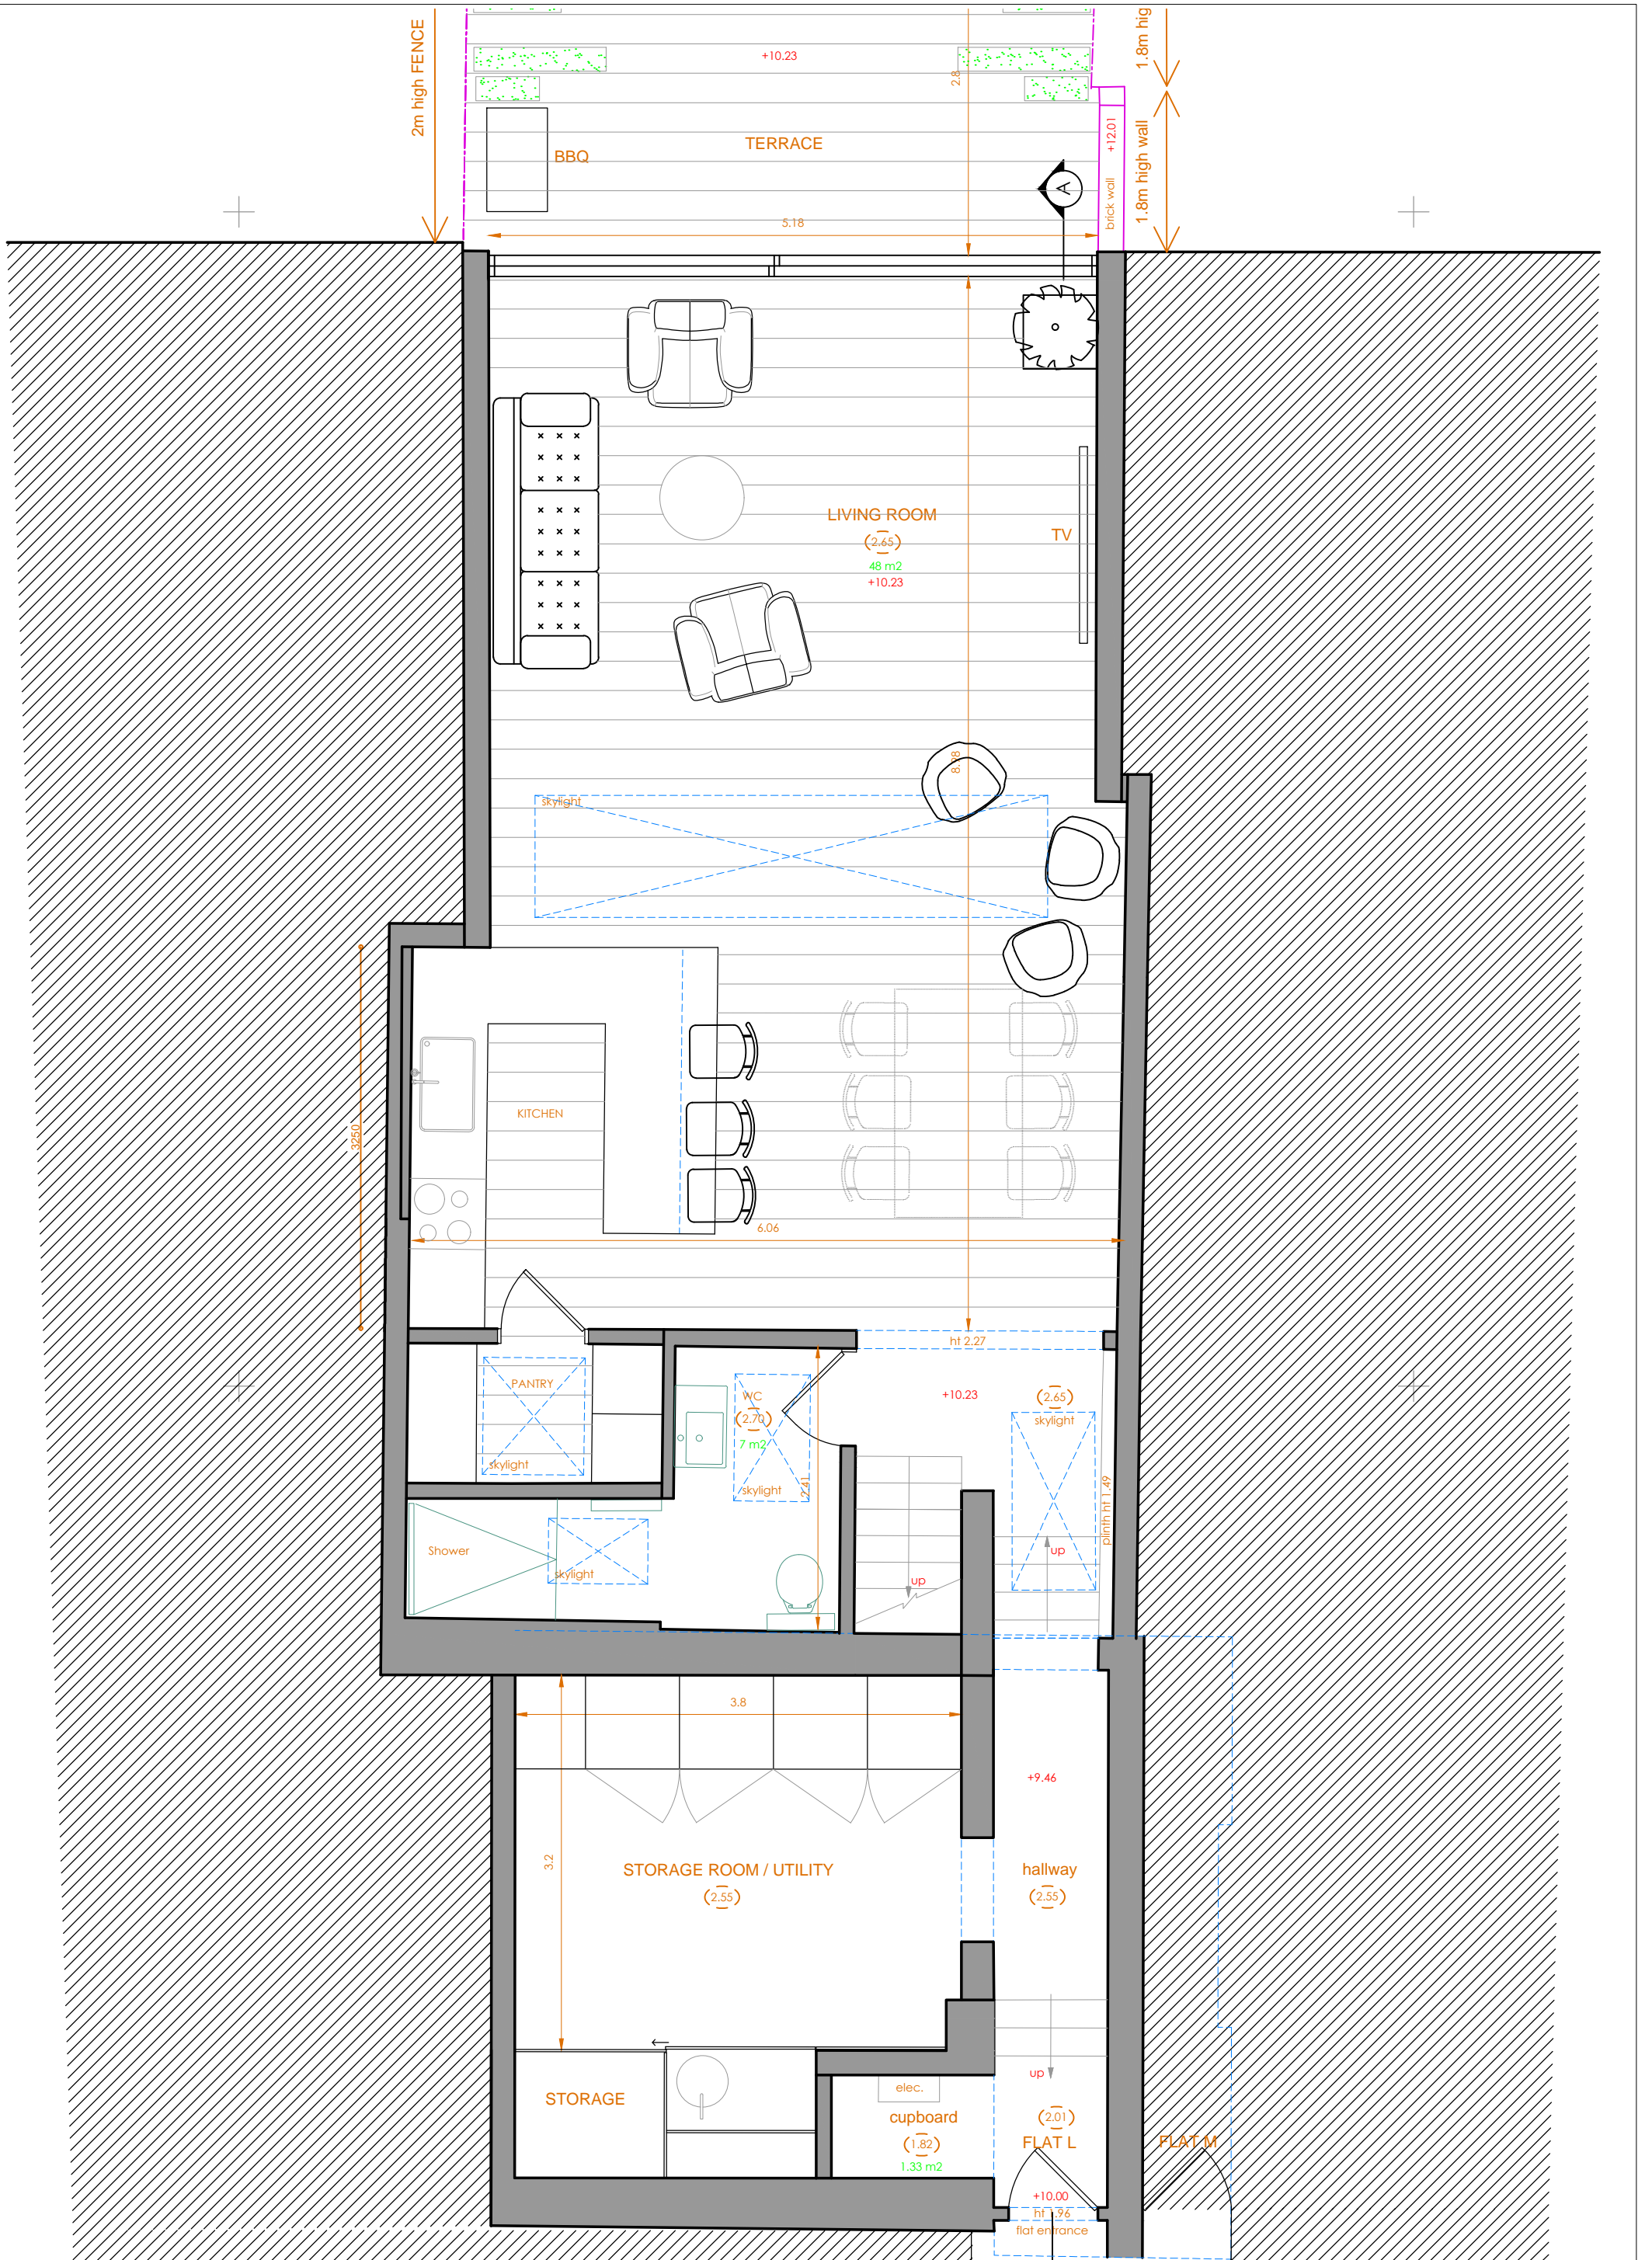 2m high FENCE
+10.23
2.8
1.8m hig
BBQ
TERRACE
+12.01
brick wall
1.8m high wall
A
5.18
LIVING ROOM
(2.65)
48 m2
+10.23
TV
skylight
KITCHEN
3250
6.06
ht 2.27
PANTRY
skylight
WC
(2.70)
7 m2
skylight
2.41
+10.23
(2.65)
skylight
plinth ht 1.49
Shower
skylight
up
up
3.8
+9.46
3.2
STORAGE ROOM / UTILITY
(2.55)
hallway
(2.55)
STORAGE
elec.
cupboard
(1.82)
1.33 m2
up
(2.01)
FLAT L
FLAT M
+10.00
ht 1.96
flat entrance